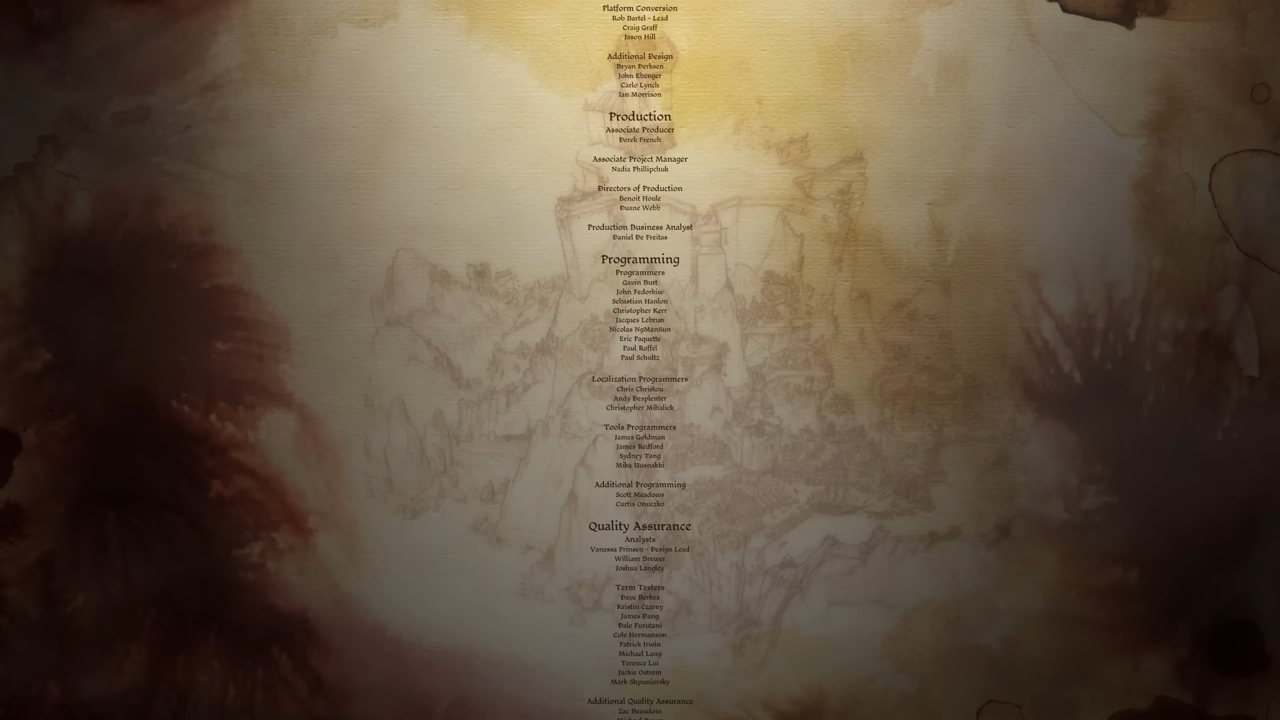 Platform Conversion
Rob Bartel - Lead
Craig Graff
Jason Hill
Additional Design
Bryan Derksen
John Ebenger
Carlo Lynch
Ian Morrison
Production
Associate Producer
Derek French
Associate Project Manager
Nadia Phillipchuk
Directors of Production
Benoit Houle
Duane Webb
Production Business Analyst
Daniel De Freitas
Programming
Programmers
Gavin Burt
John Fedorkiw
Sebastian Hanlon
Christopher Kerr
Jacques Lebrun
Nicolas NgManSun
Eric Paquette
Paul Roffel
Paul Schultz
Localization Programmers
Chris Christou
Andy Desplenter
Christopher Mihalick
Tools Programmers
James Goldman
James Redford
Sydney Tang
Mika Uusnakki
Additional Programming
Scott Meadows
Curtis Onuczko
Quality Assurance
Analysts
Vanessa Prinsen - Design Lead
William Brewer
Joshua Langley
Term Testers
Dave Berkes
Kristin Czarny
James Dang
Dale Furutani
Cole Hermanson
Patrick Irwin
Michael Lang
Terence Lui
Jackie Ostrem
Mark Shpuniarsky
Additional Quality Assurance
Zac Beaudoin